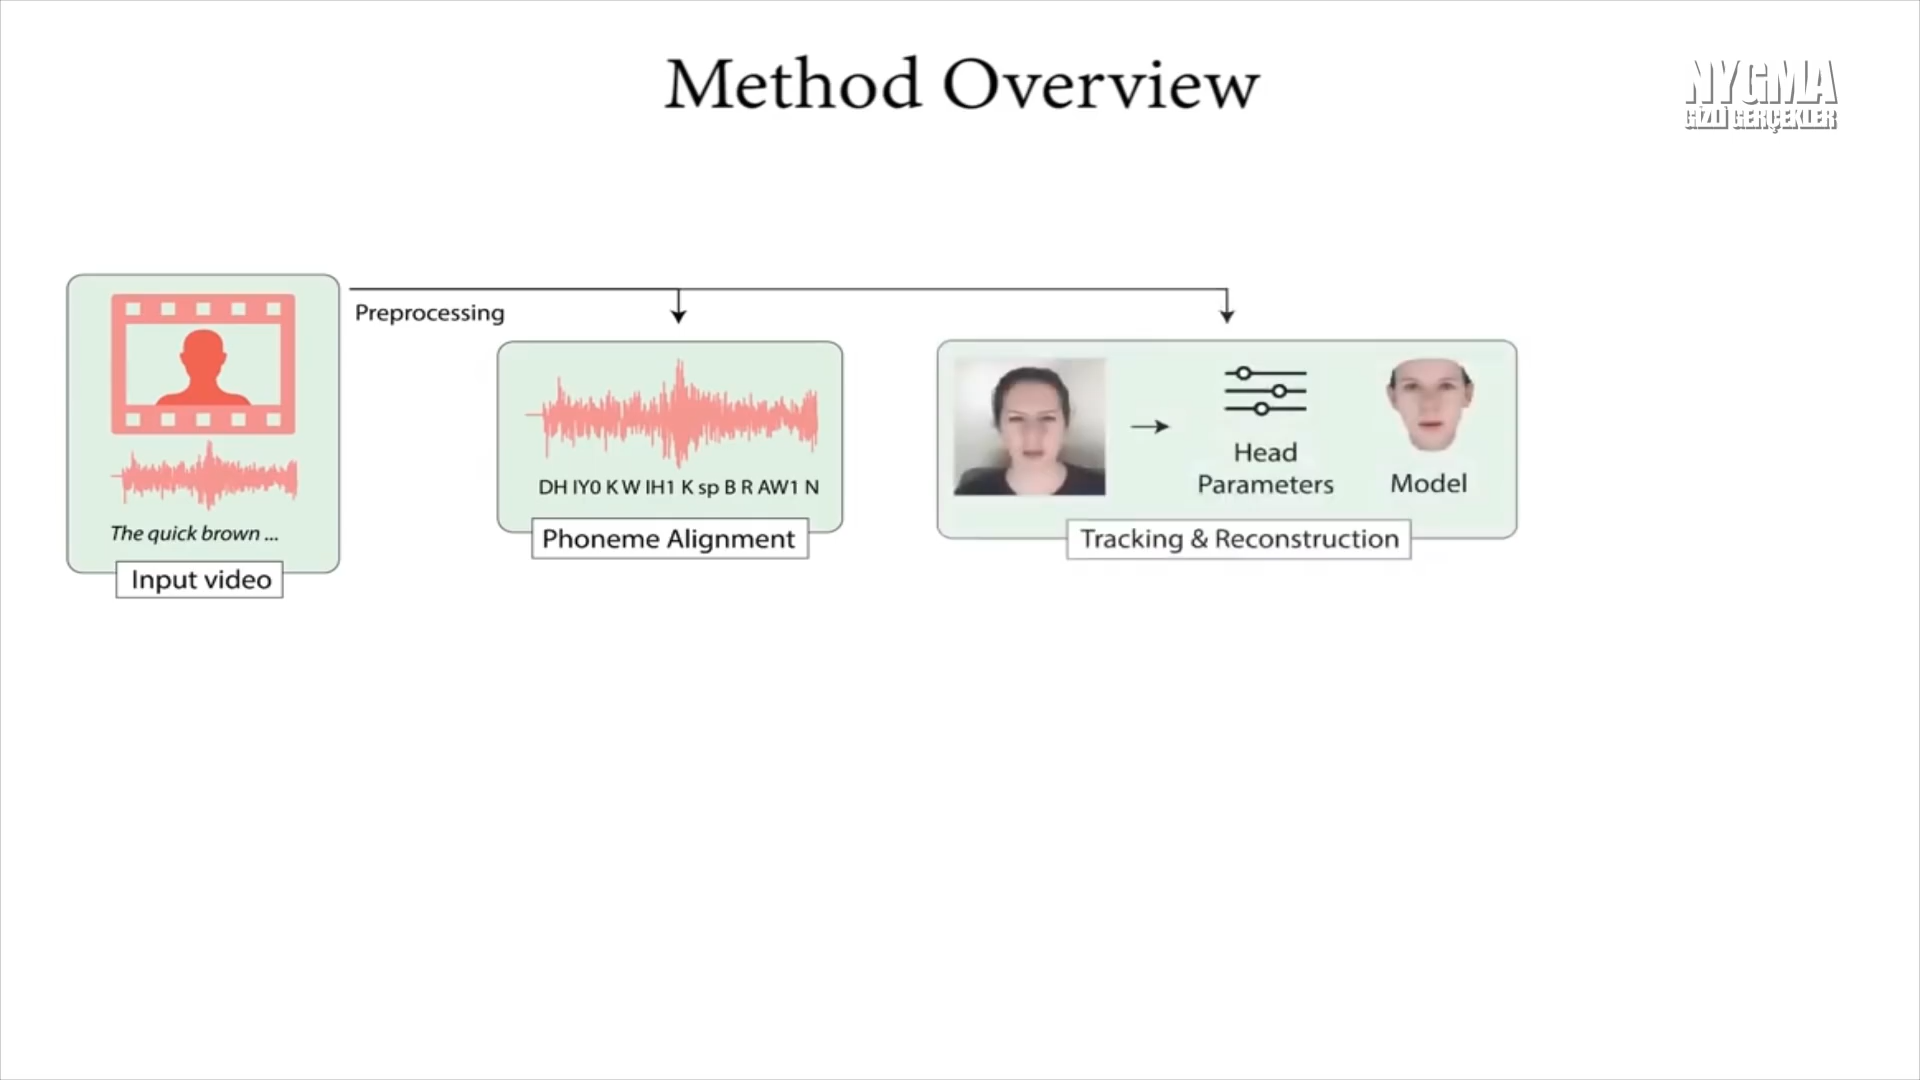 Method Overview
NYGMA
GİZLİ GERÇEKLER
Preprocessing
The quick brown ...
Input video
DH IY0 K W IH1 K sp B R AW1 N
Phoneme Alignment
Head
Parameters
Model
Tracking & Reconstruction